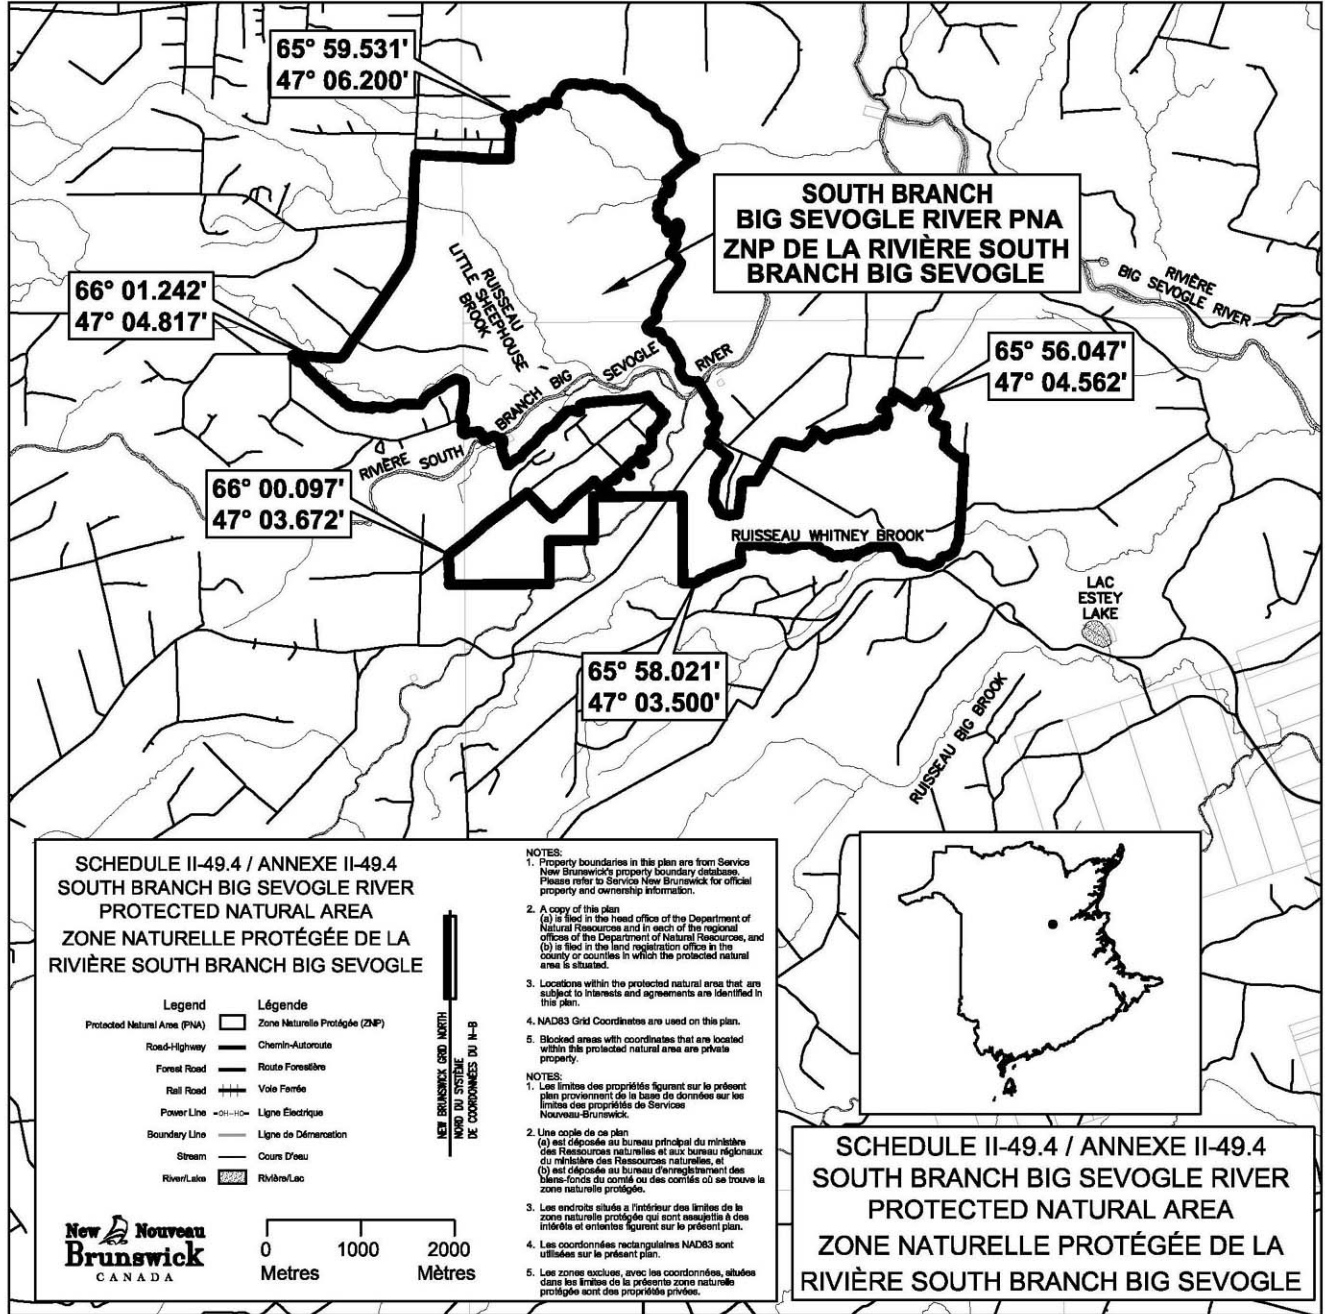 65° 59.531'
47° 06.200'
SOUTH BRANCH
BIG SEVOGLE RIVER PNA
ZNP DE LA RIVIÈRE SOUTH
BRANCH BIG SEVOGLE
RIVIÈRE
BIG SEVOGLE RIVER
66° 01.242'
47° 04.817'
RUISSEAU
LITTLE SHEEPHOUSE
BROOK
65° 56.047'
47° 04.562'
RIVIÈRE SOUTH BRANCH BIG SEVOGLE RIVER
66° 00.097'
47° 03.672'
RUISSEAU WHITNEY BROOK
LAC
ESTEY
LAKE
65° 58.021'
47° 03.500'
RUISSEAU BIG BROOK
SCHEDULE II-49.4 / ANNEXE II-49.4
SOUTH BRANCH BIG SEVOGLE RIVER
PROTECTED NATURAL AREA
ZONE NATURELLE PROTÉGÉE DE LA
RIVIÈRE SOUTH BRANCH BIG SEVOGLE
Legend Légende
Protected Natural Area (PNA) Zone Naturelle Protégée (ZNP)
Road-Highway Chemin-Autoroute
Forest Road Route Forestière
Rail Road Voie Ferrée
Power Line -OH-HO- Ligne Électrique
Boundary Line Ligne de Démarcation
Stream Cours D'eau
River/Lake Rivière/Lac
NEW BRUNSWICK GRID NORTH
NORD DU SYSTÈME
DE COORDONNÉES DU N-B
New Nouveau
Brunswick
CANADA
0 1000 2000
Metres Mètres
NOTES:
1. Property boundaries in this plan are from Service
New Brunswick's property boundary database.
Please refer to Service New Brunswick for official
property and ownership information.
2. A copy of this plan
(a) is filed in the head office of the Department of
Natural Resources and in each of the regional
offices of the Department of Natural Resources, and
(b) is filed in the land registration office in the
county or counties in which the protected natural
area is situated.
3. Locations within the protected natural area that are
subject to interests and agreements are identified in
this plan.
4. NAD83 Grid Coordinates are used on this plan.
5. Blocked areas with coordinates that are located
within this protected natural area are private
property.
NOTES:
1. Les limites des propriétés figurant sur le présent
plan proviennent de la base de données sur les
limites des propriétés de Services
Nouveau-Brunswick.
2. Une copie de ce plan
(a) est déposée au bureau principal du ministère
des Ressources naturelles et aux bureau régionaux
du ministère des Ressources naturelles, et
(b) est déposée au bureau d'enregistrement des
biens-fonds du comté ou des comtés où se trouve la
zone naturelle protégée.
3. Les endroits situés a l'intérieur des limites de la
zone naturelle protégée qui sont assujettis à des
intérêts et ententes figurent sur le présent plan.
4. Les coordonnées rectangulaires NAD83 sont
utilisées sur le présent plan.
5. Les zones exclues, avec les coordonnées, situées
dans les limites de la présente zone naturelle
protégée sont des propriétés privées.
SCHEDULE II-49.4 / ANNEXE II-49.4
SOUTH BRANCH BIG SEVOGLE RIVER
PROTECTED NATURAL AREA
ZONE NATURELLE PROTÉGÉE DE LA
RIVIÈRE SOUTH BRANCH BIG SEVOGLE